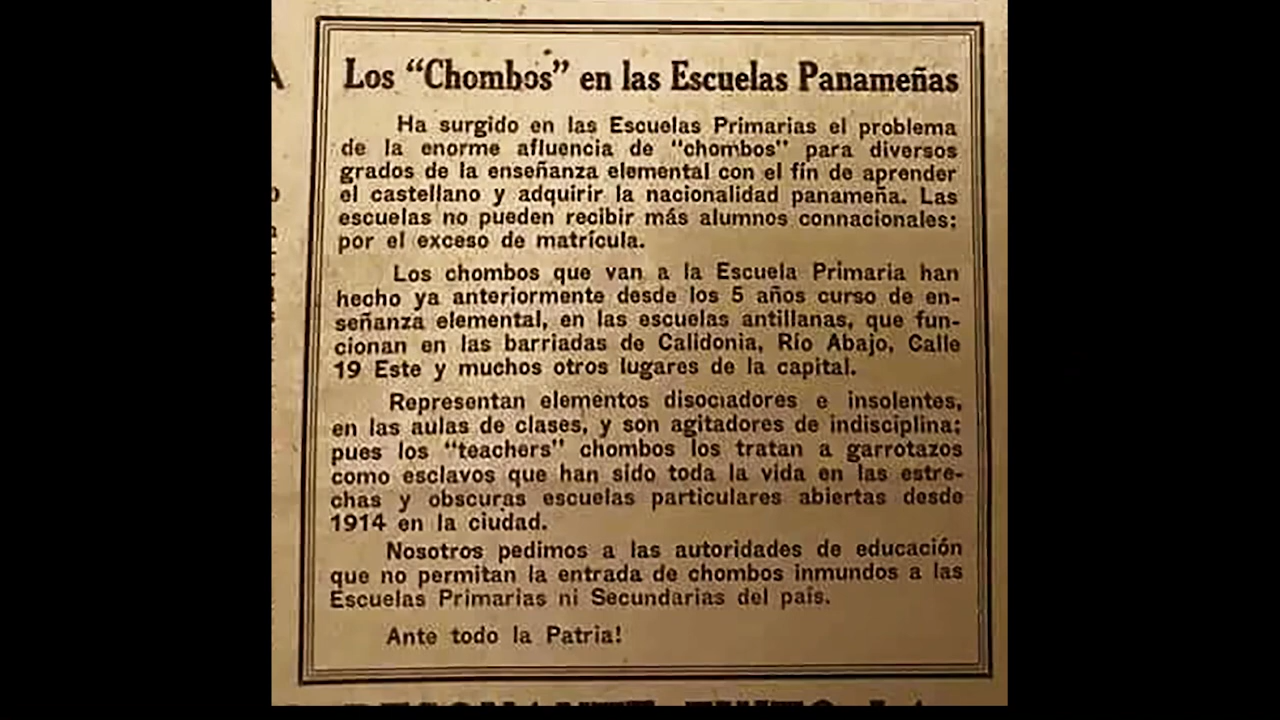 Los "Chombos" en las Escuelas Panameñas
Ha surgido en las Escuelas Primarias el problema
de la enorme afluencia de "chombos" para diversos
grados de la enseñanza elemental con el fin de aprender
el castellano y adquirir la nacionalidad panameña. Las
escuelas no pueden recibir más alumnos connacionales;
por el exceso de matrícula.
Los chombos que van a la Escuela Primaria han
hecho ya anteriormente desde los 5 años curso de en-
señanza elemental, en las escuelas antillanas, que fun-
cionan en las barriadas de Calidonia, Río Abajo, Calle
19 Este y muchos otros lugares de la capital.
Representan elementos disociadores e insolentes,
en las aulas de clases, y son agitadores de indisciplina;
pues los "teachers" chombos los tratan a garrotazos
como esclavos que han sido toda la vida en las estre-
chas y obscuras escuelas particulares abiertas desde
1914 en la ciudad.
Nosotros pedimos a las autoridades de educación
que no permitan la entrada de chombos inmundos a las
Escuelas Primarias ni Secundarias del país.
Ante todo la Patria!